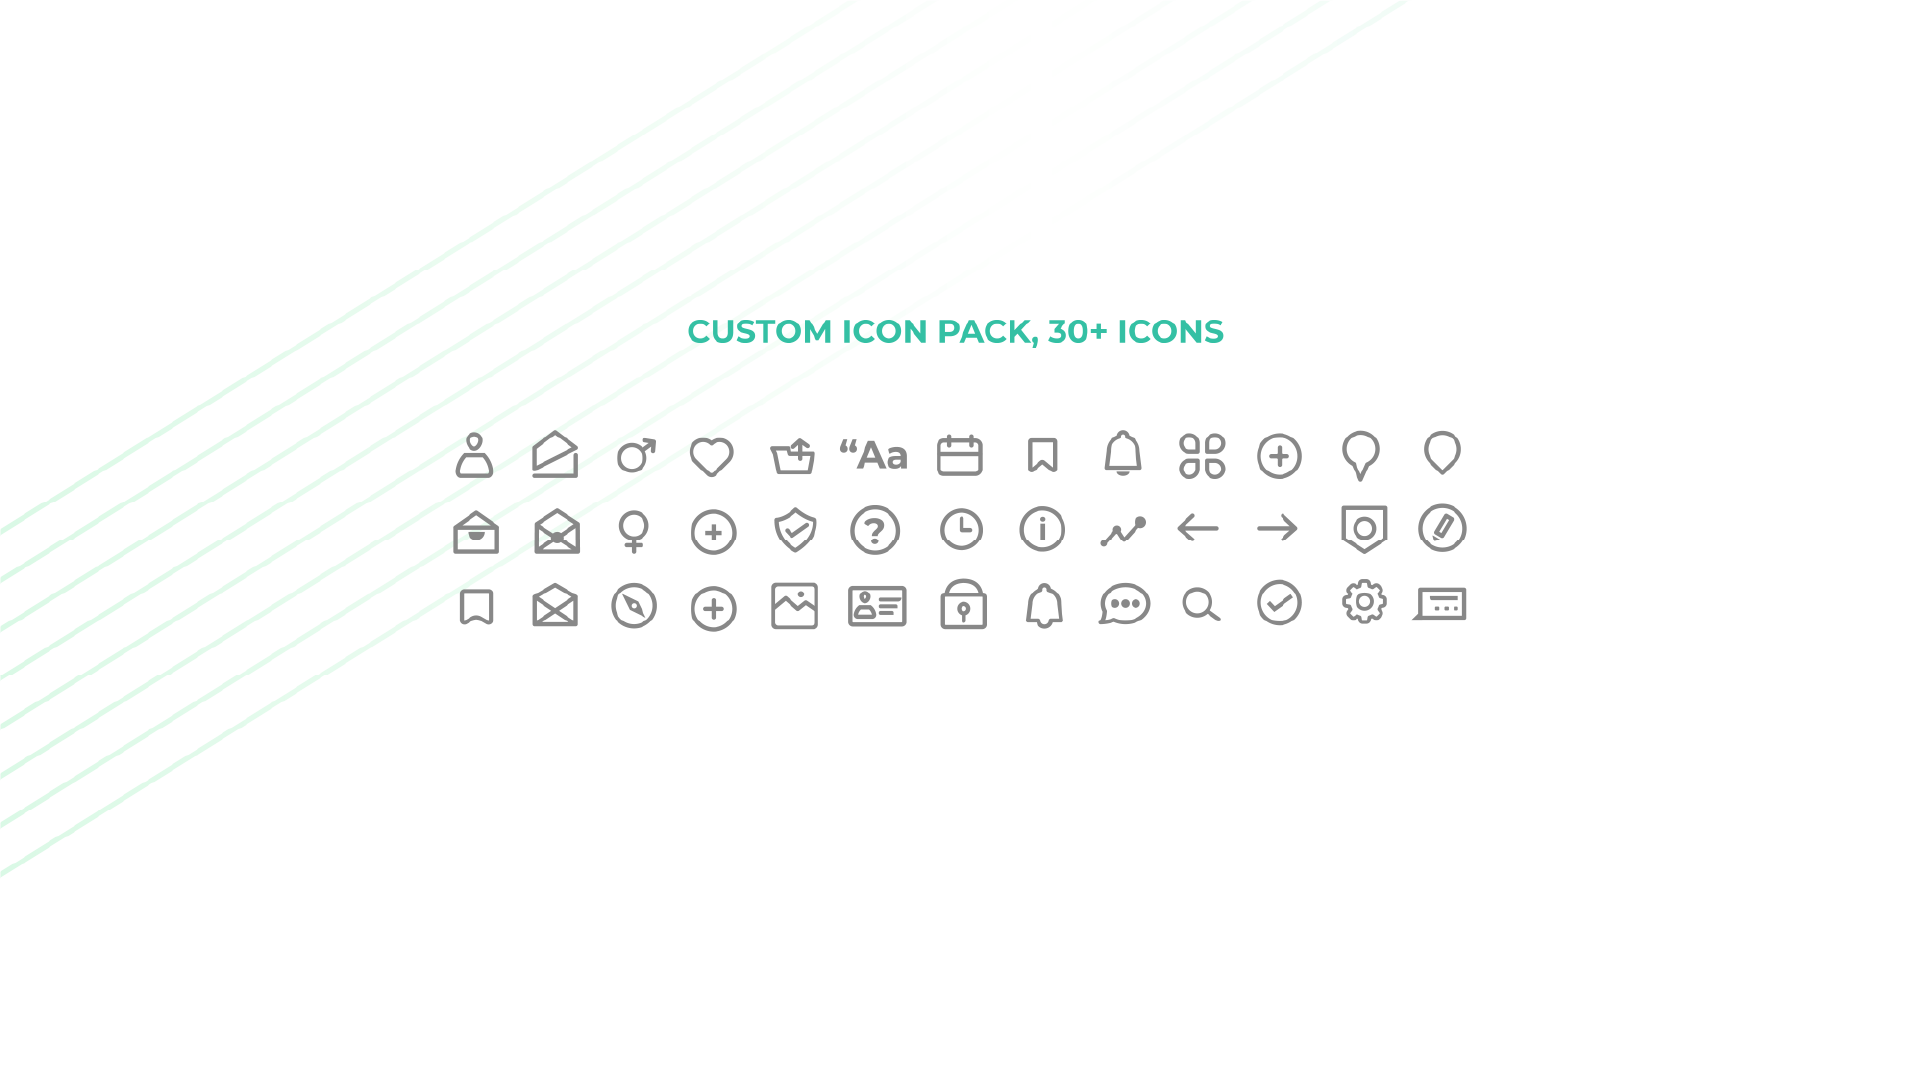 CUSTOM ICON PACK, 30+ ICONS
“Aa
?
i